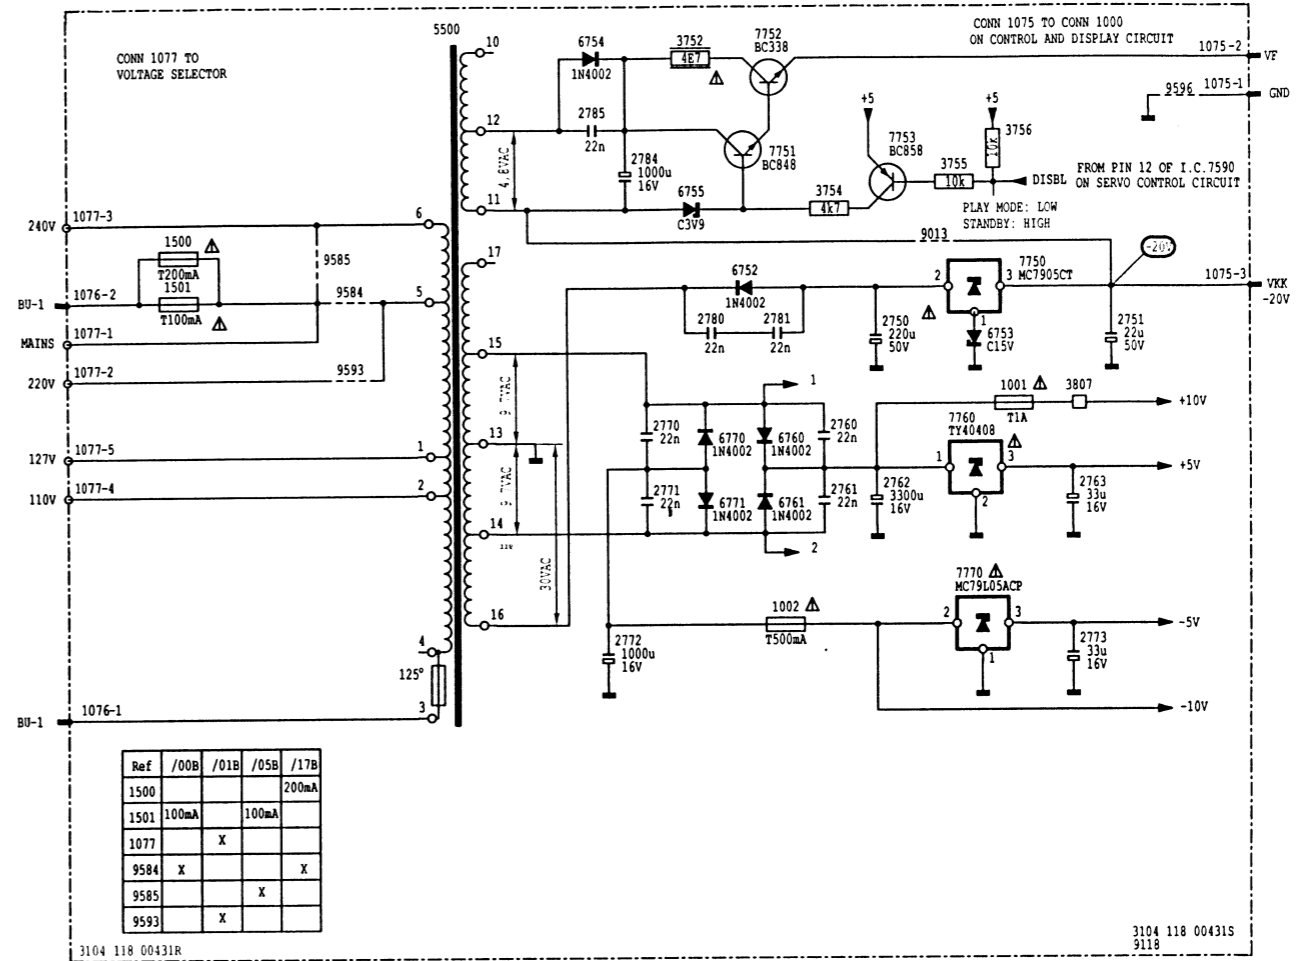 CONN 1077 TO
VOLTAGE SELECTOR
5500
10
12
11
17
15
13
14
16
6
5
1
2
4
3
125°
4,8VAC
30VAC
6754
1N4002
2785
22n
3752
4E7
7752
BC338
2784
1000u
16V
7751
BC848
6755
C3V9
3754
4k7
+5
7753
BC858
3755
10k
+5
3756
10k
DISBL
FROM PIN 12 OF I.C.7590
ON SERVO CONTROL CIRCUIT
PLAY MODE: LOW
STANDBY: HIGH
CONN 1075 TO CONN 1000
ON CONTROL AND DISPLAY CIRCUIT
1075-2
VF
9596
1075-1
GND
9013
-20V
1075-3
VKK
-20V
240V
1077-3
1500
T200mA
1501
T100mA
BU-1
1076-2
9585
9584
MAINS
1077-1
220V
1077-2
9593
127V
1077-5
110V
1077-4
BU-1
1076-1
6752
1N4002
2780
22n
2781
22n
2750
220u
50V
7750
MC7905CT
2
3
1
6753
C15V
2751
22u
50V
1
2
2770
22n
2771
22n
6770
1N4002
6771
1N4002
6760
1N4002
6761
1N4002
2760
22n
2761
22n
2762
3300u
16V
1001
T1A
3807
+10V
7760
TY40408
1
3
2
2763
33u
16V
+5V
2772
1000u
16V
1002
T500mA
7770
MC79L05ACP
2
3
1
2773
33u
16V
-5V
-10V
Ref /00B /01B /05B /17B
1500 200mA
1501 100mA 100mA
1077 X
9584 X X
9585 X
9593 X
3104 118 00431R
3104 118 00431S
9118